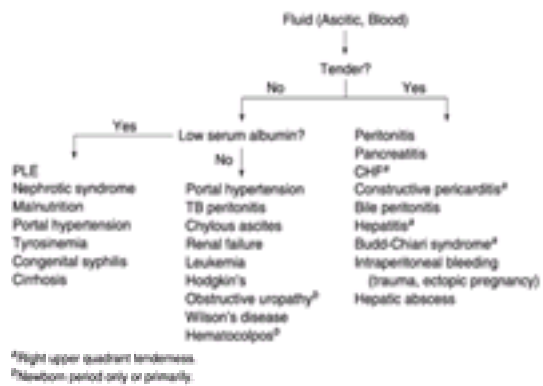 Fluid (Ascitic, Blood)
Tender?
No
Yes
Yes
Low serum albumin?
No
PLE
Nephrotic syndrome
Malnutrition
Portal hypertension
Tyrosinemia
Congenital syphilis
Cirrhosis
Portal hypertension
TB peritonitis
Chylous ascites
Renal failure
Leukemia
Hodgkin's
Obstructive uropathyᵇ
Wilson's disease
Hematocolposᵇ
Peritonitis
Pancreatitis
CHFᵃ
Constructive pericarditisᵃ
Bile peritonitis
Hepatitisᵃ
Budd-Chiari syndromeᵃ
Intraperitoneal bleeding
(trauma, ectopic pregnancy)
Hepatic abscess
ᵃRight upper quadrant tenderness.
ᵇNewborn period only or primarily.